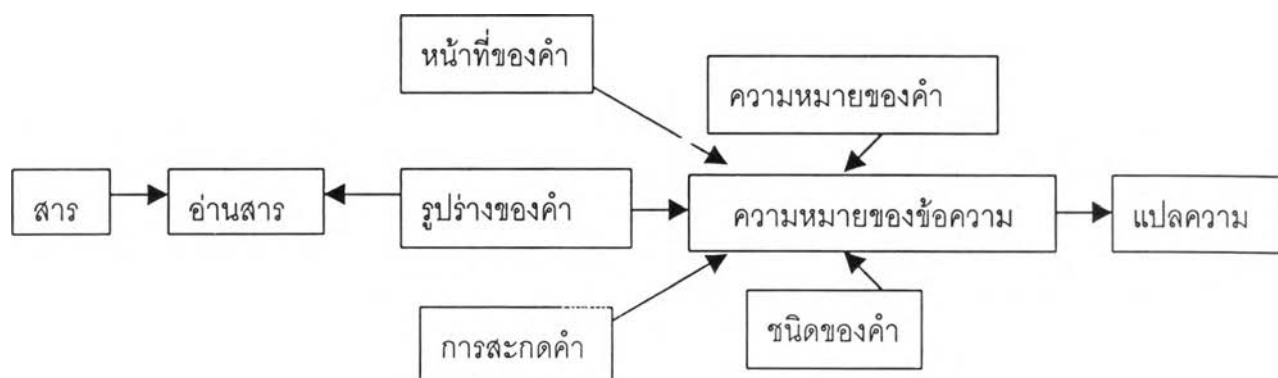 หน้าที่ของคำ
ความหมายของคำ
สาร
อ่านสาร
รูปร่างของคำ
ความหมายของข้อความ
แปลความ
การสะกดคำ
ชนิดของคำ